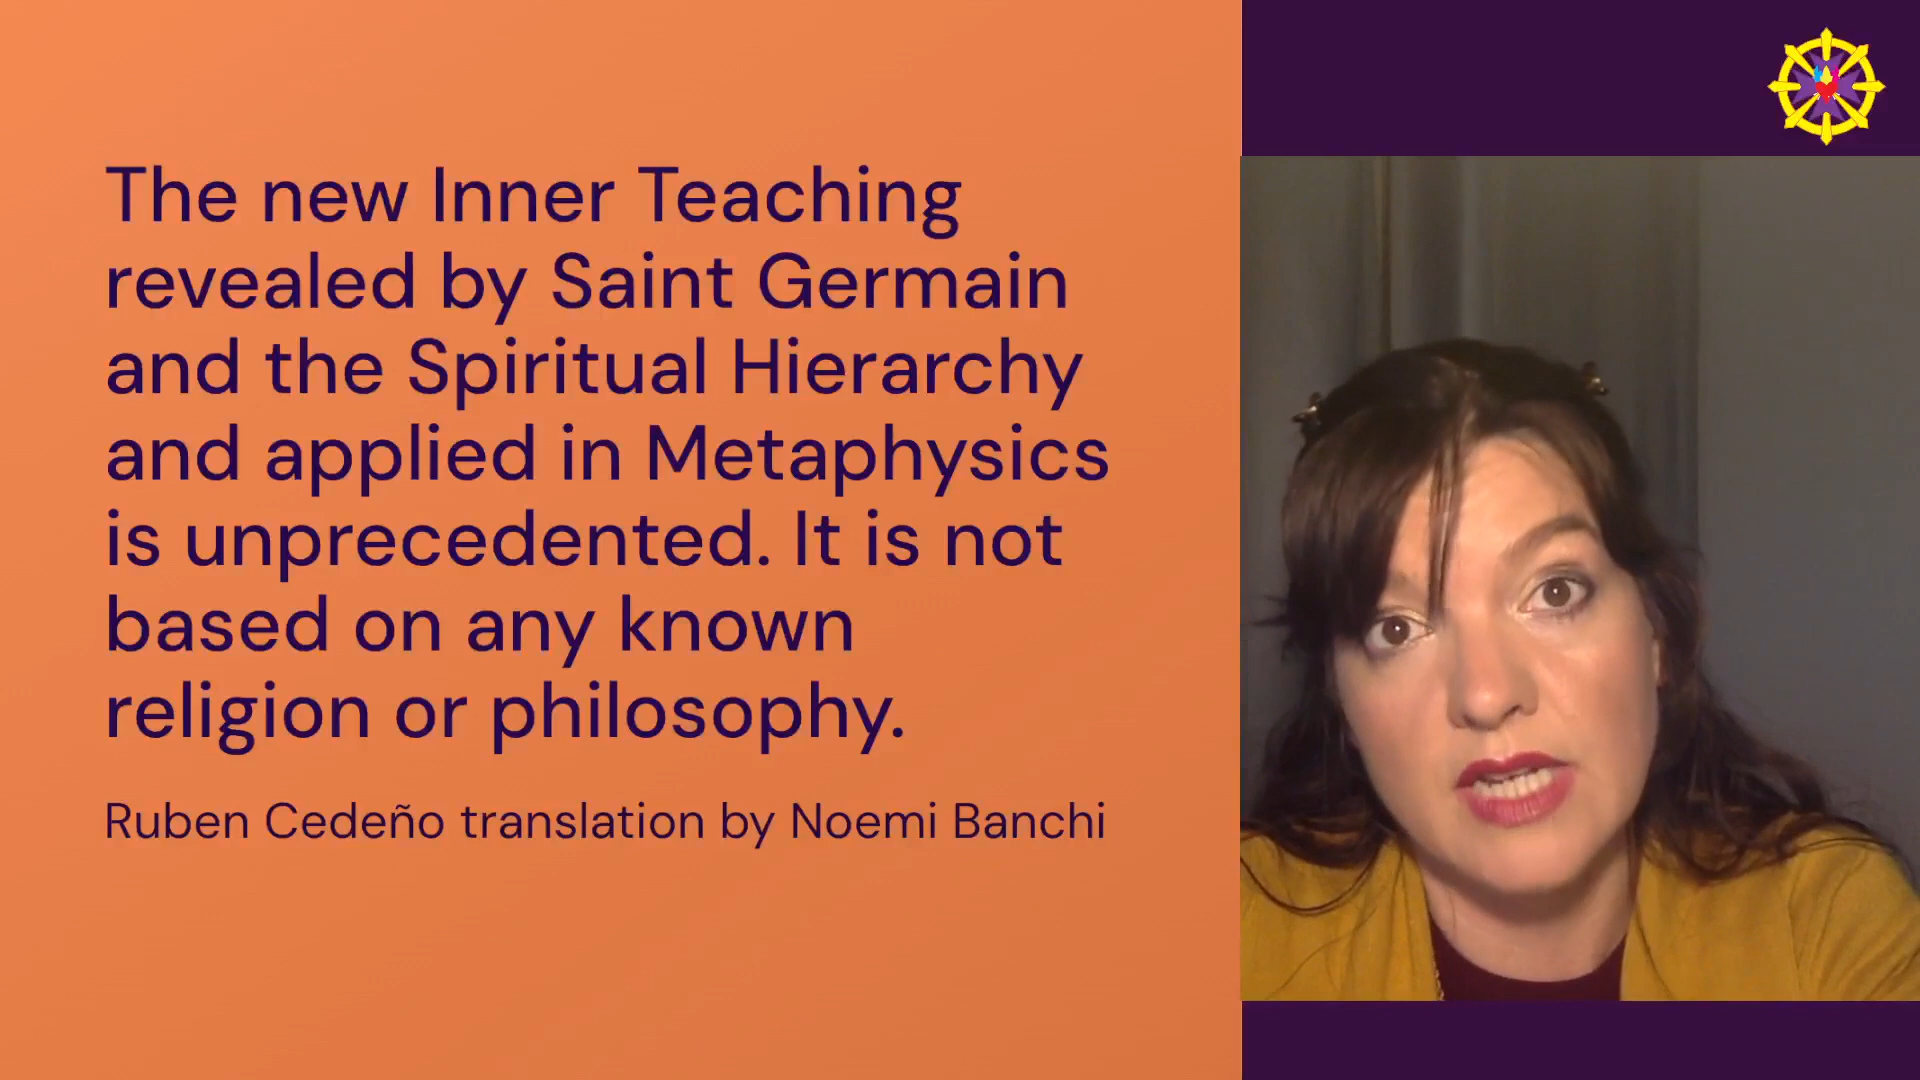 The new Inner Teaching
revealed by Saint Germain
and the Spiritual Hierarchy
and applied in Metaphysics
is unprecedented. It is not
based on any known
religion or philosophy.
Ruben Cedeño translation by Noemi Banchi